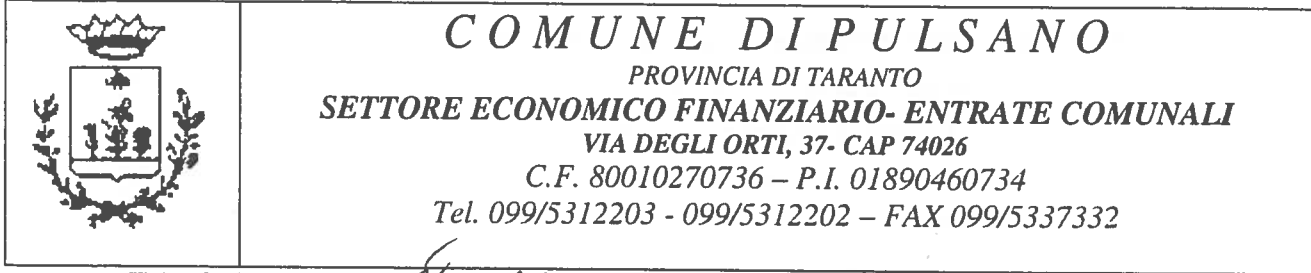 COMUNE DI PULSANO
PROVINCIA DI TARANTO
SETTORE ECONOMICO FINANZIARIO- ENTRATE COMUNALI
VIA DEGLI ORTI, 37- CAP 74026
C.F. 80010270736 – P.I. 01890460734
Tel. 099/5312203 - 099/5312202 – FAX 099/5337332